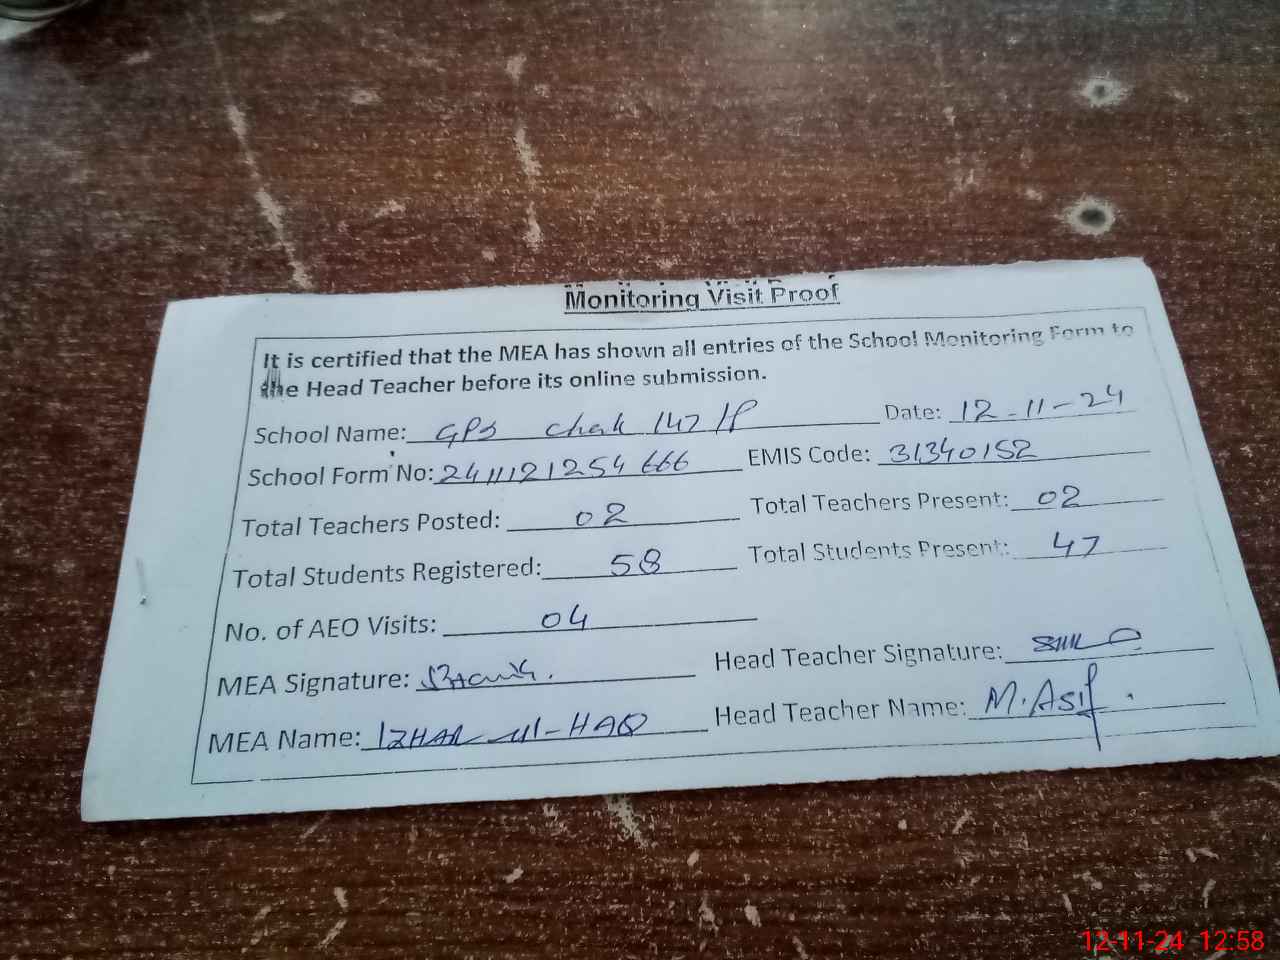 Monitoring Visit Proof
It is certified that the MEA has shown all entries of the School Monitoring Form to
the Head Teacher before its online submission.
School Name: GPS Chak 147/P Date: 12-11-24
School Form No: 2411121254666 EMIS Code: 31340152
Total Teachers Posted: 02 Total Teachers Present: 02
Total Students Registered: 58 Total Students Present: 47
No. of AEO Visits: 04
MEA Signature: Head Teacher Signature:
MEA Name: IZHAR-ul-HAQ Head Teacher Name: M. Asif
12-11-24 12:58